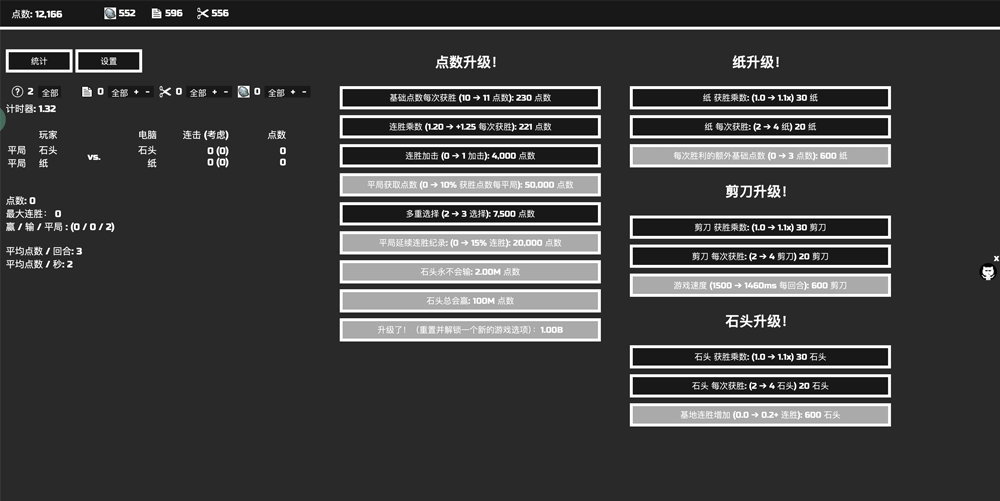 点数: 12,166 552 596 556
统计 设置
2 全部 0 全部 + - 0 全部 + - 0 全部 + -
计时器: 1.32
玩家 电脑 连击 (考虑) 点数
平局 石头 石头 0 (0) 0
vs.
平局 纸 纸 0 (0) 0
点数: 0
最大连胜: 0
赢 / 输 / 平局 : (0 / 0 / 2)
平均点数 / 回合: 3
平均点数 / 秒: 2
点数升级!
基础点数每次获胜 (10 → 11 点数): 230 点数
连胜乘数 (1.20 → +1.25 每次获胜): 221 点数
连胜加击 (0 → 1 加击): 4,000 点数
平局获取点数 (0 → 10% 获胜点数每平局): 50,000 点数
多重选择 (2 → 3 选择): 7,500 点数
平局延续连胜纪录: (0 → 15% 连胜): 20,000 点数
石头永不会输: 2.00M 点数
石头总会赢: 100M 点数
升级了! (重置并解锁一个新的游戏选项): 1.00B
纸升级!
纸 获胜乘数: (1.0 → 1.1x) 30 纸
纸 每次获胜: (2 → 4 纸) 20 纸
每次胜利的额外基础点数 (0 → 3 点数): 600 纸
剪刀升级!
剪刀 获胜乘数: (1.0 → 1.1x) 30 剪刀
剪刀 每次获胜: (2 → 4 剪刀) 20 剪刀
游戏速度 (1500 → 1460ms 每回合): 600 剪刀
石头升级!
石头 获胜乘数: (1.0 → 1.1x) 30 石头
石头 每次获胜: (2 → 4 石头) 20 石头
基地连胜增加 (0.0 → 0.2+ 连胜): 600 石头
x